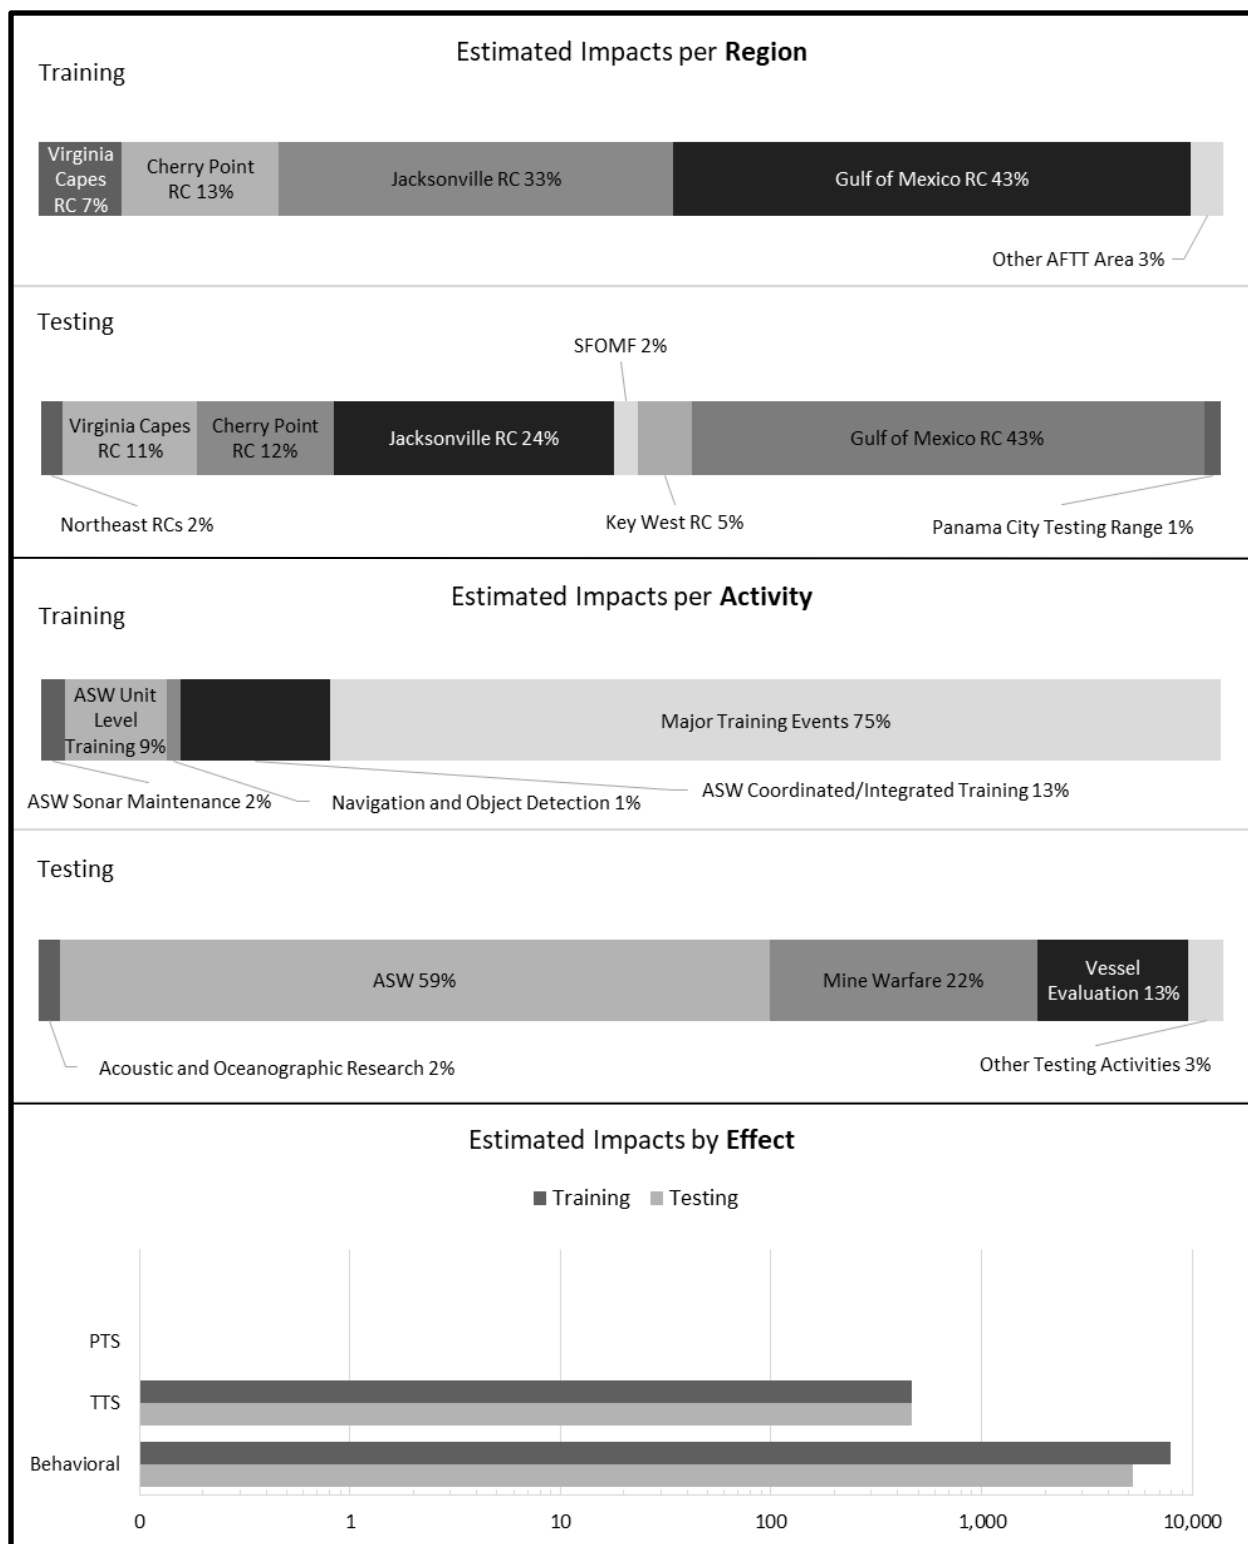 Estimated Impacts per Region
Training
Virginia
Capes
RC 7%
Cherry Point
RC 13%
Jacksonville RC 33%
Gulf of Mexico RC 43%
Other AFTT Area 3%
Testing
SFOMF 2%
Virginia Capes
RC 11%
Cherry Point
RC 12%
Jacksonville RC 24%
Gulf of Mexico RC 43%
Northeast RCs 2%
Key West RC 5%
Panama City Testing Range 1%
Estimated Impacts per Activity
Training
ASW Unit
Level
Training 9%
Major Training Events 75%
ASW Sonar Maintenance 2%
Navigation and Object Detection 1%
ASW Coordinated/Integrated Training 13%
Testing
ASW 59%
Mine Warfare 22%
Vessel
Evaluation 13%
Acoustic and Oceanographic Research 2%
Other Testing Activities 3%
Estimated Impacts by Effect
Training Testing
PTS
TTS
Behavioral
0 1 10 100 1,000 10,000